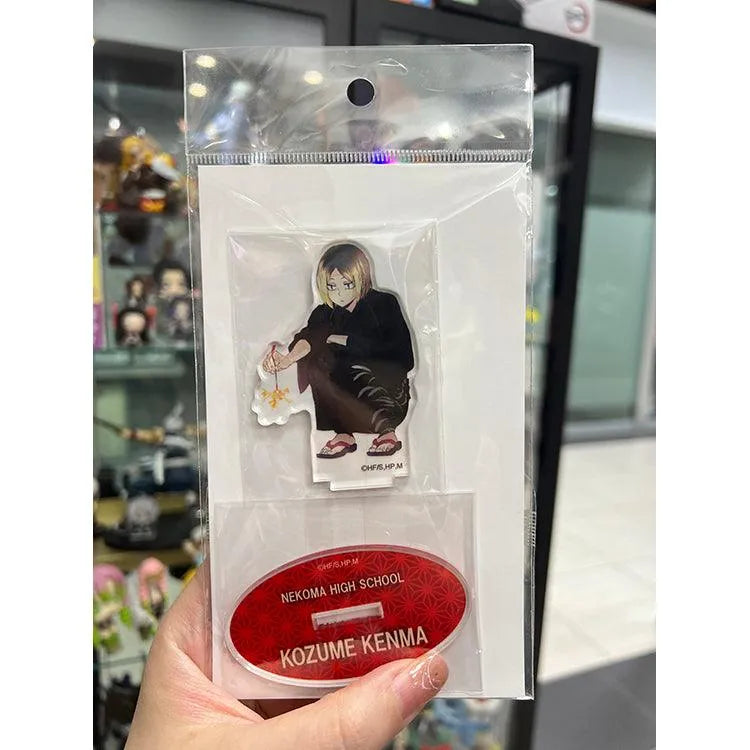 ©HF/S,HP,M
©HF/S,HP,M
NEKOMA HIGH SCHOOL
KOZUME KENMA